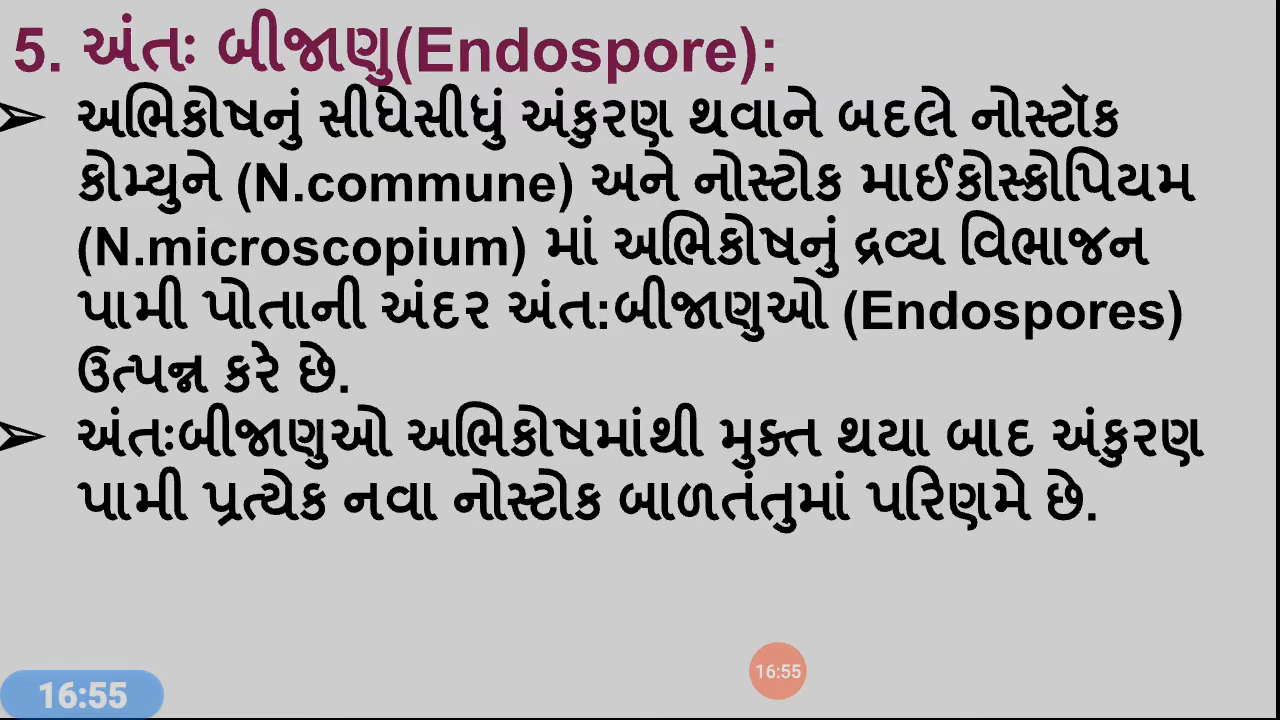 5. અંતઃ બીજાણુ(Endospore):
➢ અભિકોષનું સીધેસીધું અંકુરણ થવાને બદલે નોસ્ટૉક
કોમ્યુને (N.commune) અને નોસ્ટોક માઈકોસ્કોપિયમ
(N.microscopium) માં અભિકોષનું દ્રવ્ય વિભાજન
પામી પોતાની અંદર અંત:બીજાણુઓ (Endospores)
ઉત્પન્ન કરે છે.
➢ અંતઃબીજાણુઓ અભિકોષમાંથી મુક્ત થયા બાદ અંકુરણ
પામી પ્રત્યેક નવા નોસ્ટોક બાળતંતુમાં પરિણમે છે.
16:55
16:55